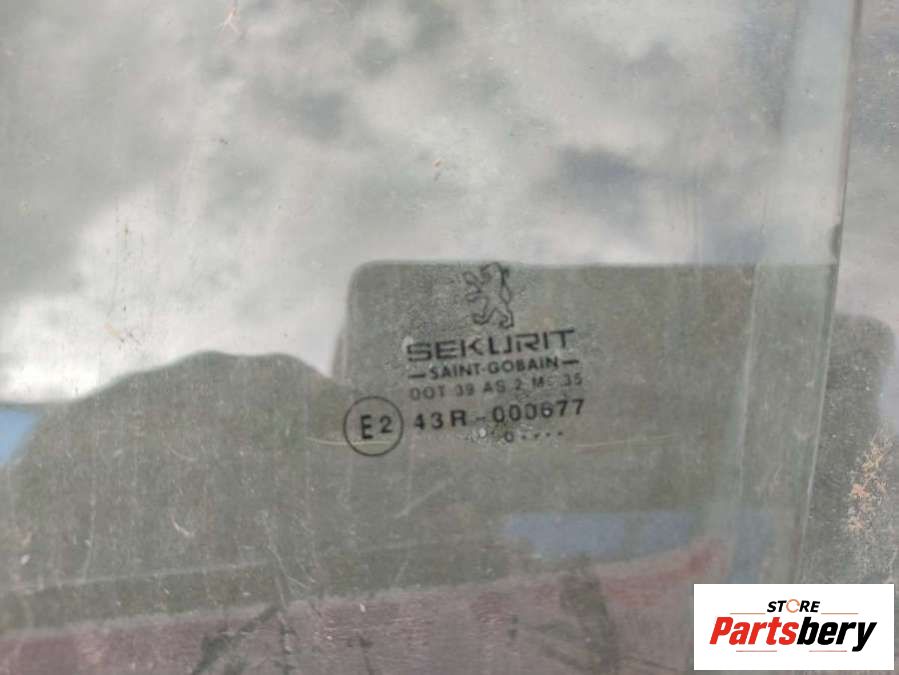 SEKURIT
SAINT-GOBAIN
DOT 39 AS 2 35
E2 43R-000677
STORE
Partsbery